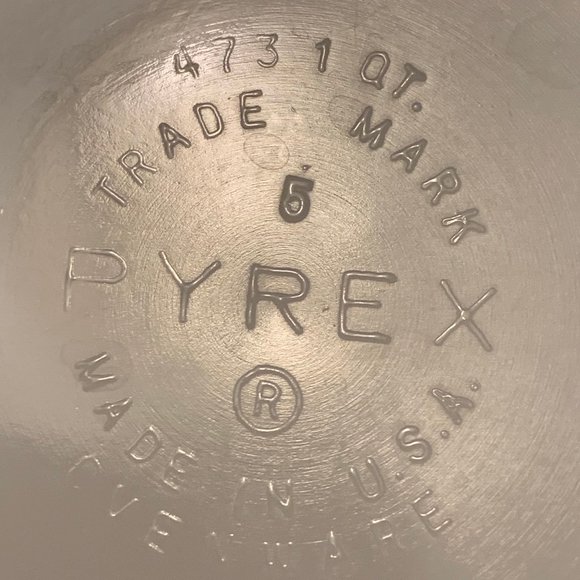 473 1 QT.
TRADE MARK
5
PYREX
®
MADE IN U.S.A.
OVENWARE